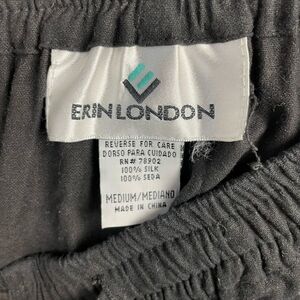 ERIN LONDON
REVERSE FOR CARE
DORSO PARA CUIDADO
RN# 78902
100% SILK
100% SEDA
MEDIUM/MEDIANO
MADE IN CHINA